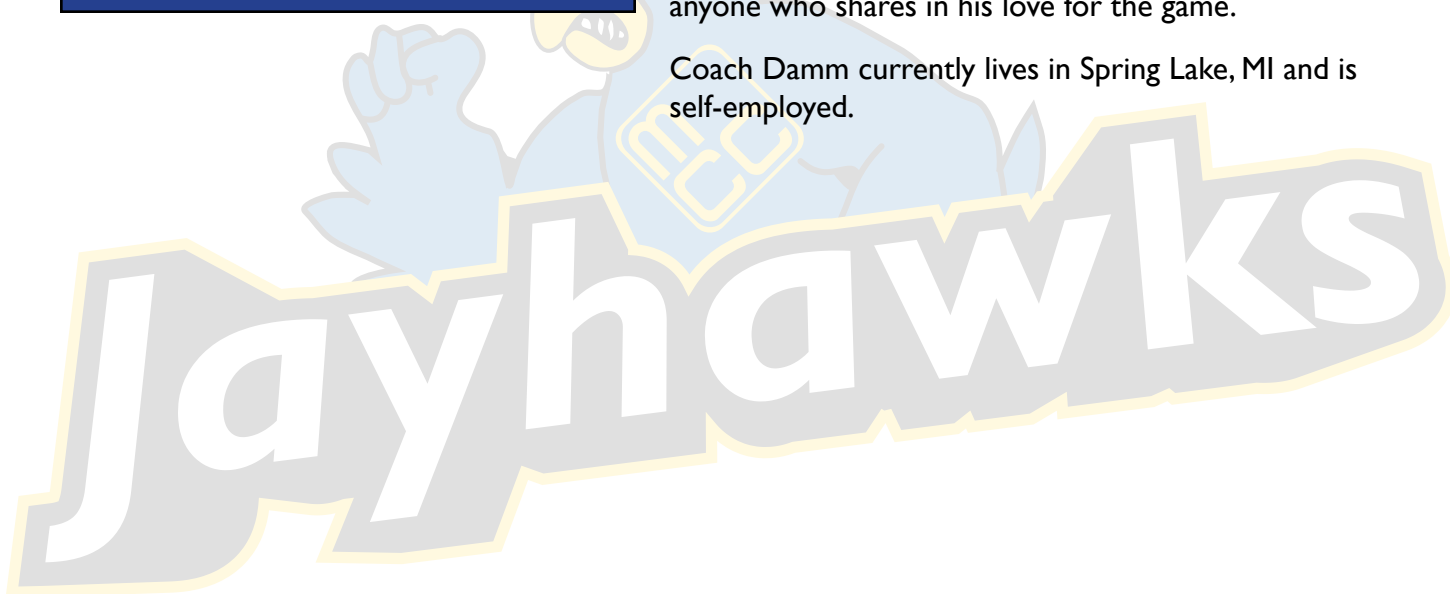 anyone who shares in his love for the game.
Coach Damm currently lives in Spring Lake, MI and is
self-employed.
mcc
Jayhawks